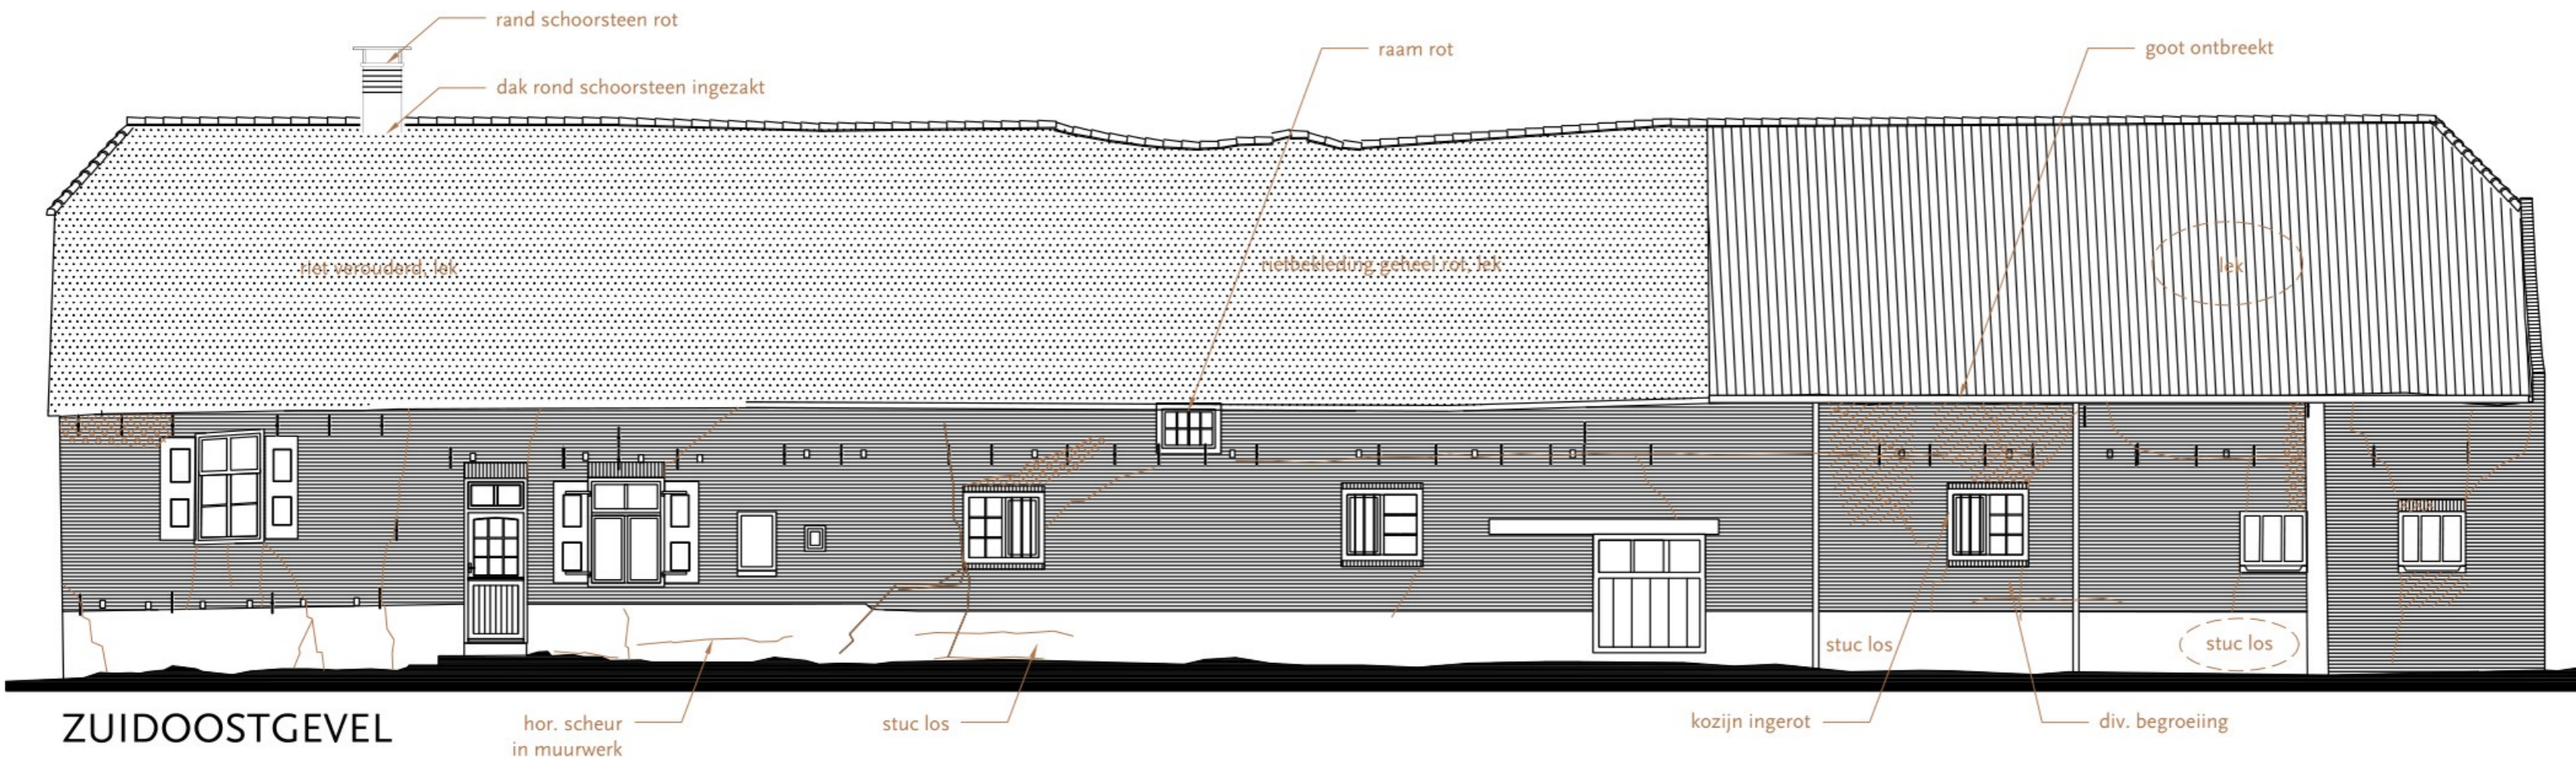 rand schoorsteen rot
raam rot
goot ontbreekt
dak rond schoorsteen ingezakt
riet verouderd, lek
rietbekleding geheel rot, lek
lek
stuc los
stuc los
ZUIDOOSTGEVEL
hor. scheur
in muurwerk
stuc los
kozijn ingerot
div. begroeiing